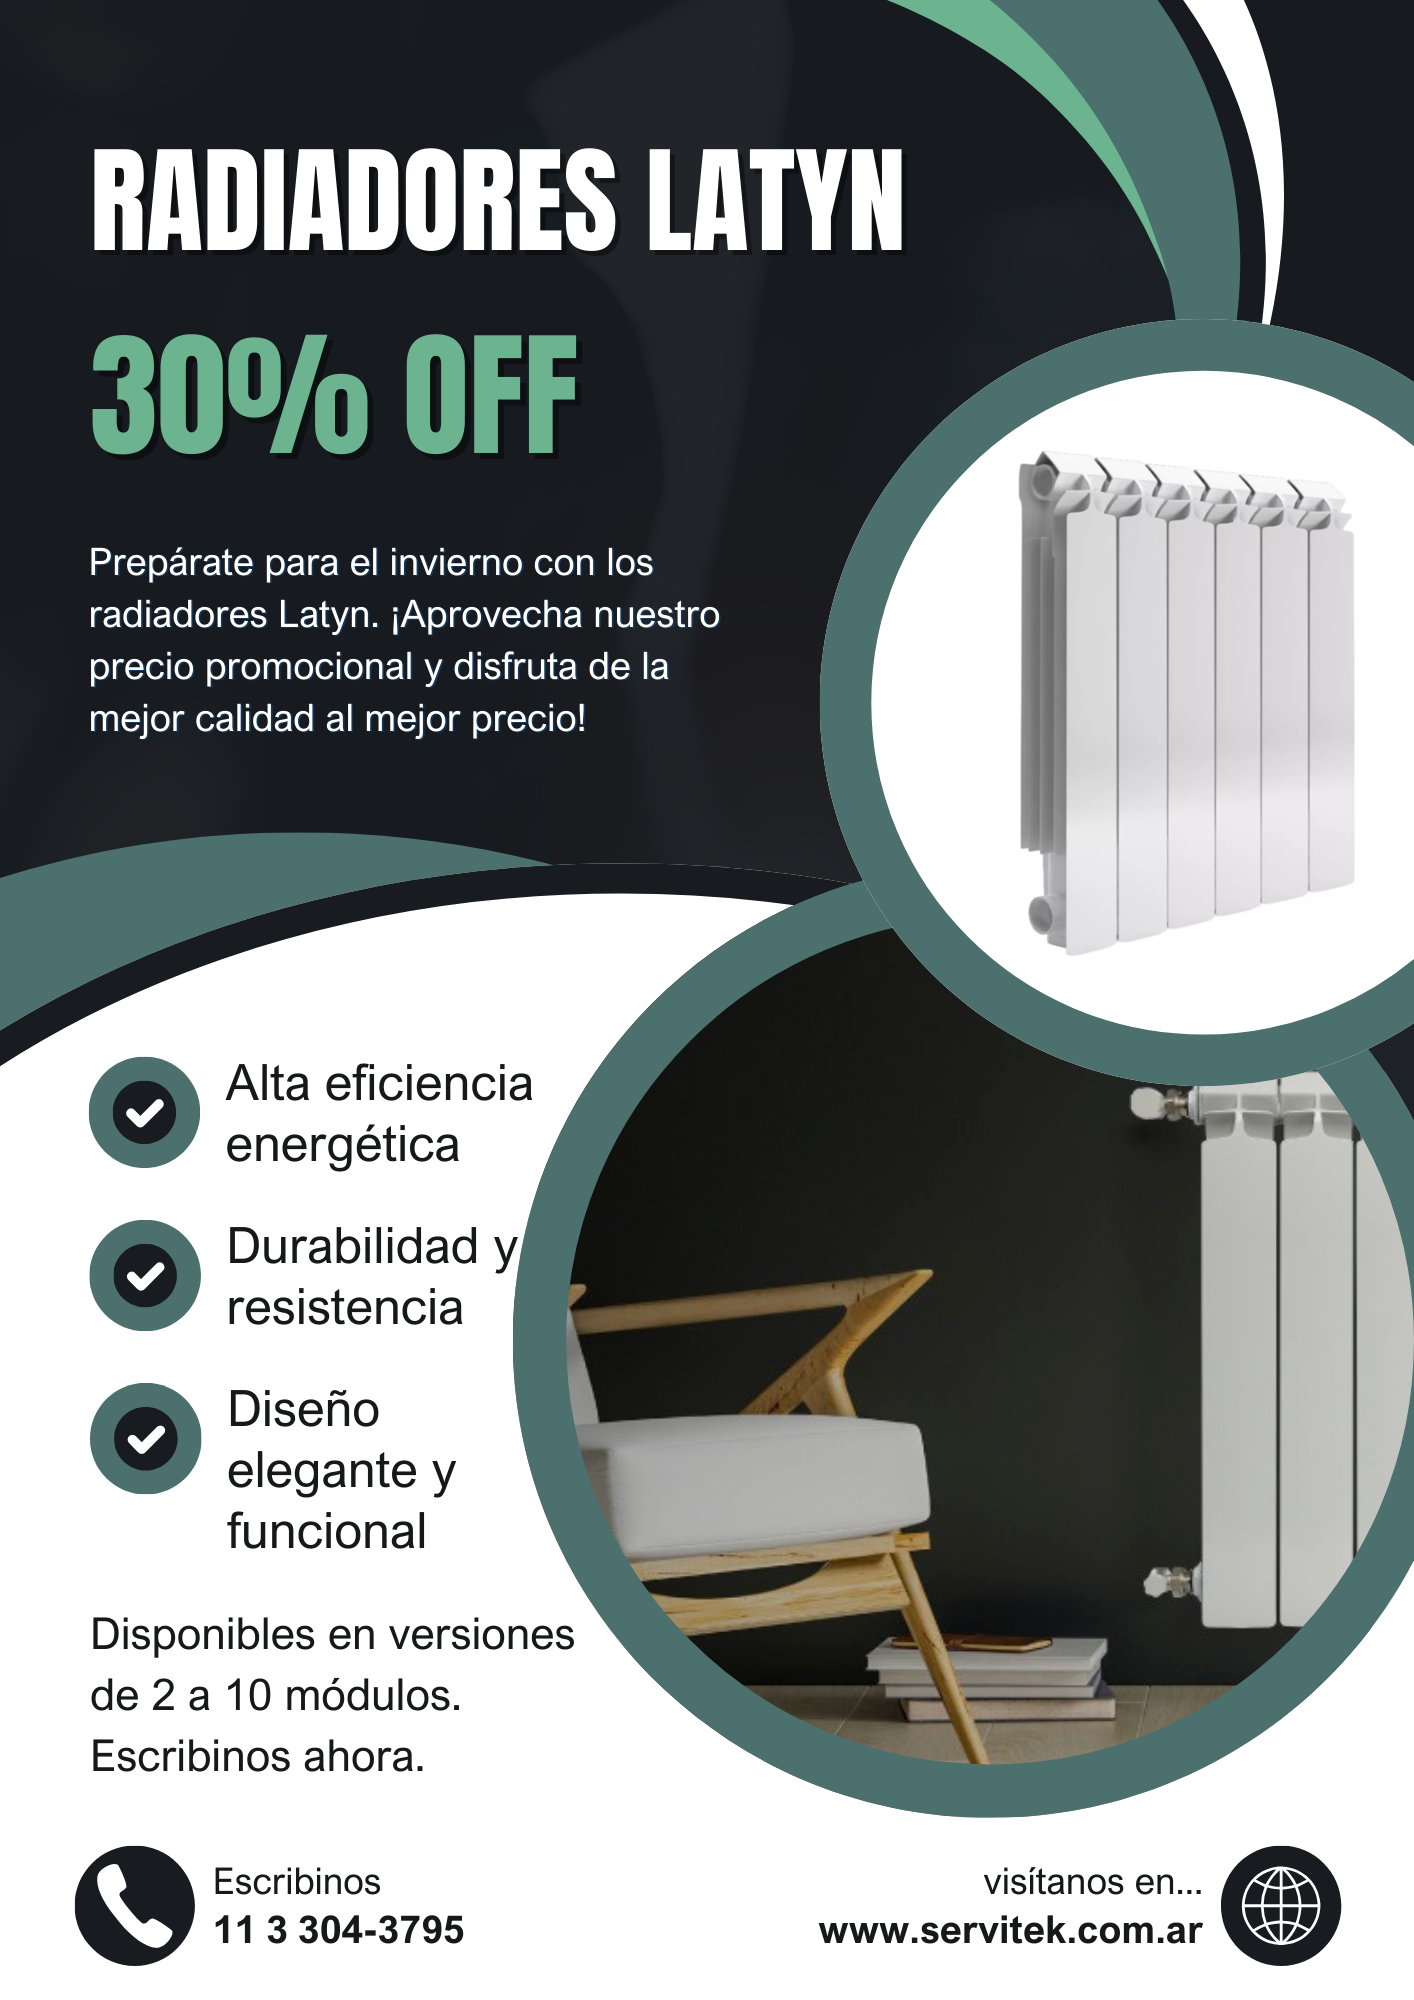 RADIADORES LATYN
30% OFF
Prepárate para el invierno con los
radiadores Latyn. ¡Aprovecha nuestro
precio promocional y disfruta de la
mejor calidad al mejor precio!
Alta eficiencia
energética
Durabilidad y
resistencia
Diseño
elegante y
funcional
Disponibles en versiones
de 2 a 10 módulos.
Escribinos ahora.
Escribinos
11 3 304-3795
visítanos en...
www.servitek.com.ar